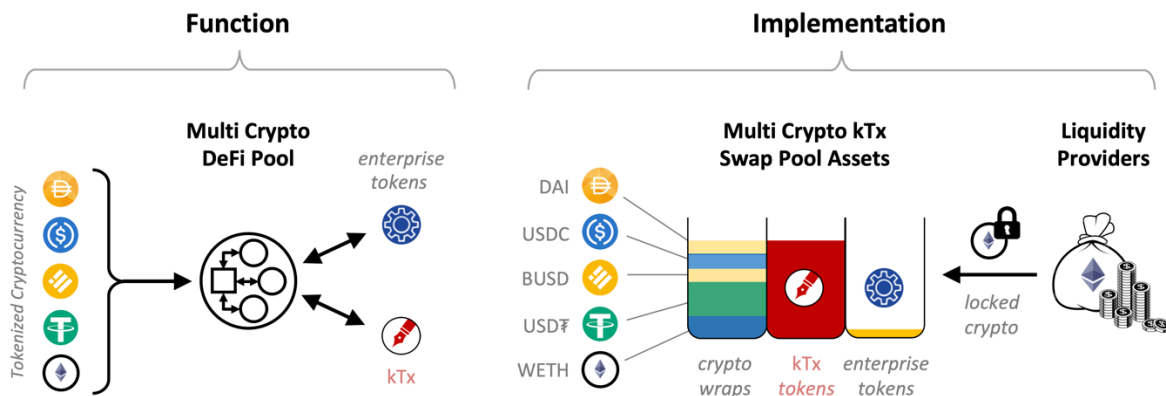 Function
Implementation
Multi Crypto
DeFi Pool
enterprise
tokens
Tokenized Cryptocurrency
kTx
Multi Crypto kTx
Swap Pool Assets
Liquidity
Providers
DAI
USDC
BUSD
USD₮
WETH
locked
crypto
crypto
wraps
kTx
tokens
enterprise
tokens